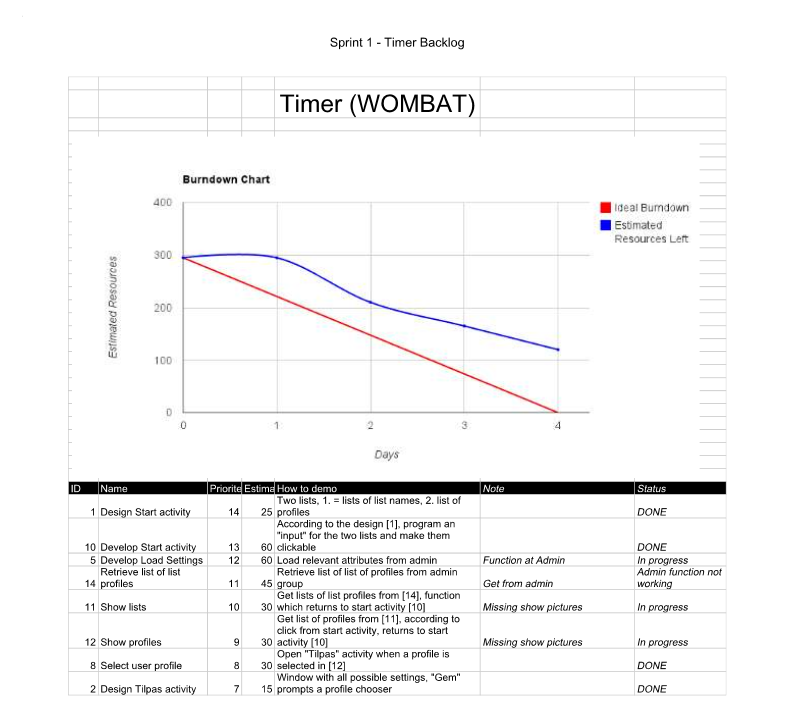 Sprint 1 - Timer Backlog
Timer (WOMBAT)
Burndown Chart
400
300
200
100
0
0 1 2 3 4
Estimated Resources
Days
Ideal Burndown
Estimated
Resources Left
ID Name Priorite Estima How to demo Note Status
Two lists, 1. = lists of list names, 2. list of
1 Design Start activity 14 25 profiles DONE
According to the design [1], program an
"input" for the two lists and make them
10 Develop Start activity 13 60 clickable DONE
5 Develop Load Settings 12 60 Load relevant attributes from admin Function at Admin In progress
Retrieve list of list Retrieve list of list of profiles from admin Admin function not
14 profiles 11 45 group Get from admin working
Get lists of list profiles from [14], function
11 Show lists 10 30 which returns to start activity [10] Missing show pictures In progress
Get list of profiles from [11], according to
click from start activity, returns to start
12 Show profiles 9 30 activity [10] Missing show pictures In progress
Open "Tilpas" activity when a profile is
8 Select user profile 8 30 selected in [12] DONE
Window with all possible settings, "Gem"
2 Design Tilpas activity 7 15 prompts a profile chooser DONE